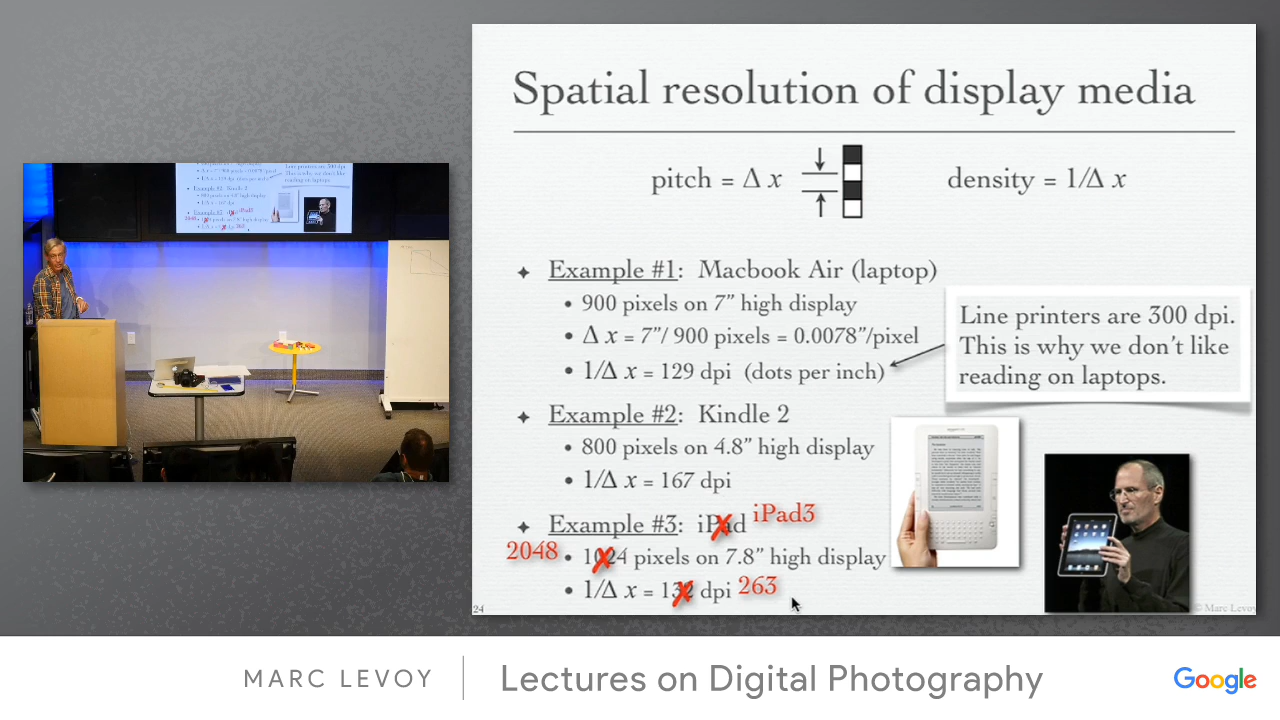 Spatial resolution of display media
pitch = Δ x
density = 1/Δ x
✦ Example #1: Macbook Air (laptop)
• 900 pixels on 7” high display
• Δ x = 7”/ 900 pixels = 0.0078”/pixel
• 1/Δ x = 129 dpi (dots per inch)
Line printers are 300 dpi.
This is why we don’t like
reading on laptops.
✦ Example #2: Kindle 2
• 800 pixels on 4.8” high display
• 1/Δ x = 167 dpi
✦ Example #3: iPad iPad3
2048 • 1024 pixels on 7.8” high display
• 1/Δ x = 132 dpi 263
24
© Marc Levoy
MARC LEVOY
Lectures on Digital Photography
Google